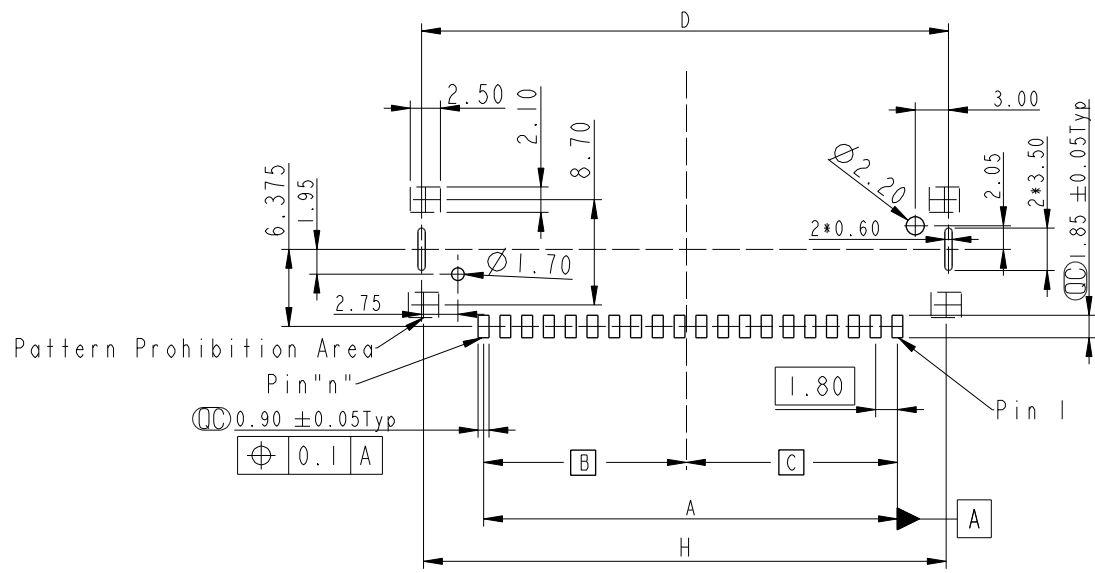 D
2.50
2.10
8.70
3.00
2.05
2*3.50
QC 1.85 ±0.05Typ
6.375
1.95
Ø2.20
2*0.60
Ø1.70
2.75
Pattern Prohibition Area
Pin"n"
1.80
Pin 1
QC 0.90 ±0.05Typ
⌖ 0.1 A
B
C
A
A
H